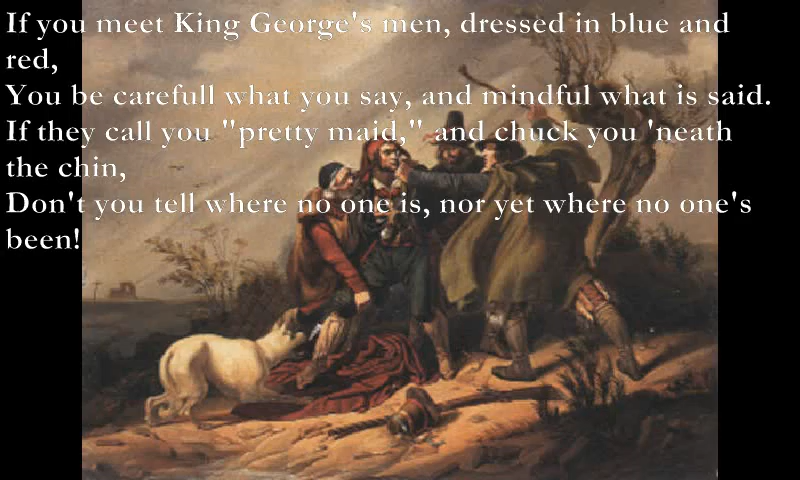 If you meet King George's men, dressed in blue and
red,
You be carefull what you say, and mindful what is said.
If they call you "pretty maid," and chuck you 'neath
the chin,
Don't you tell where no one is, nor yet where no one's
been!